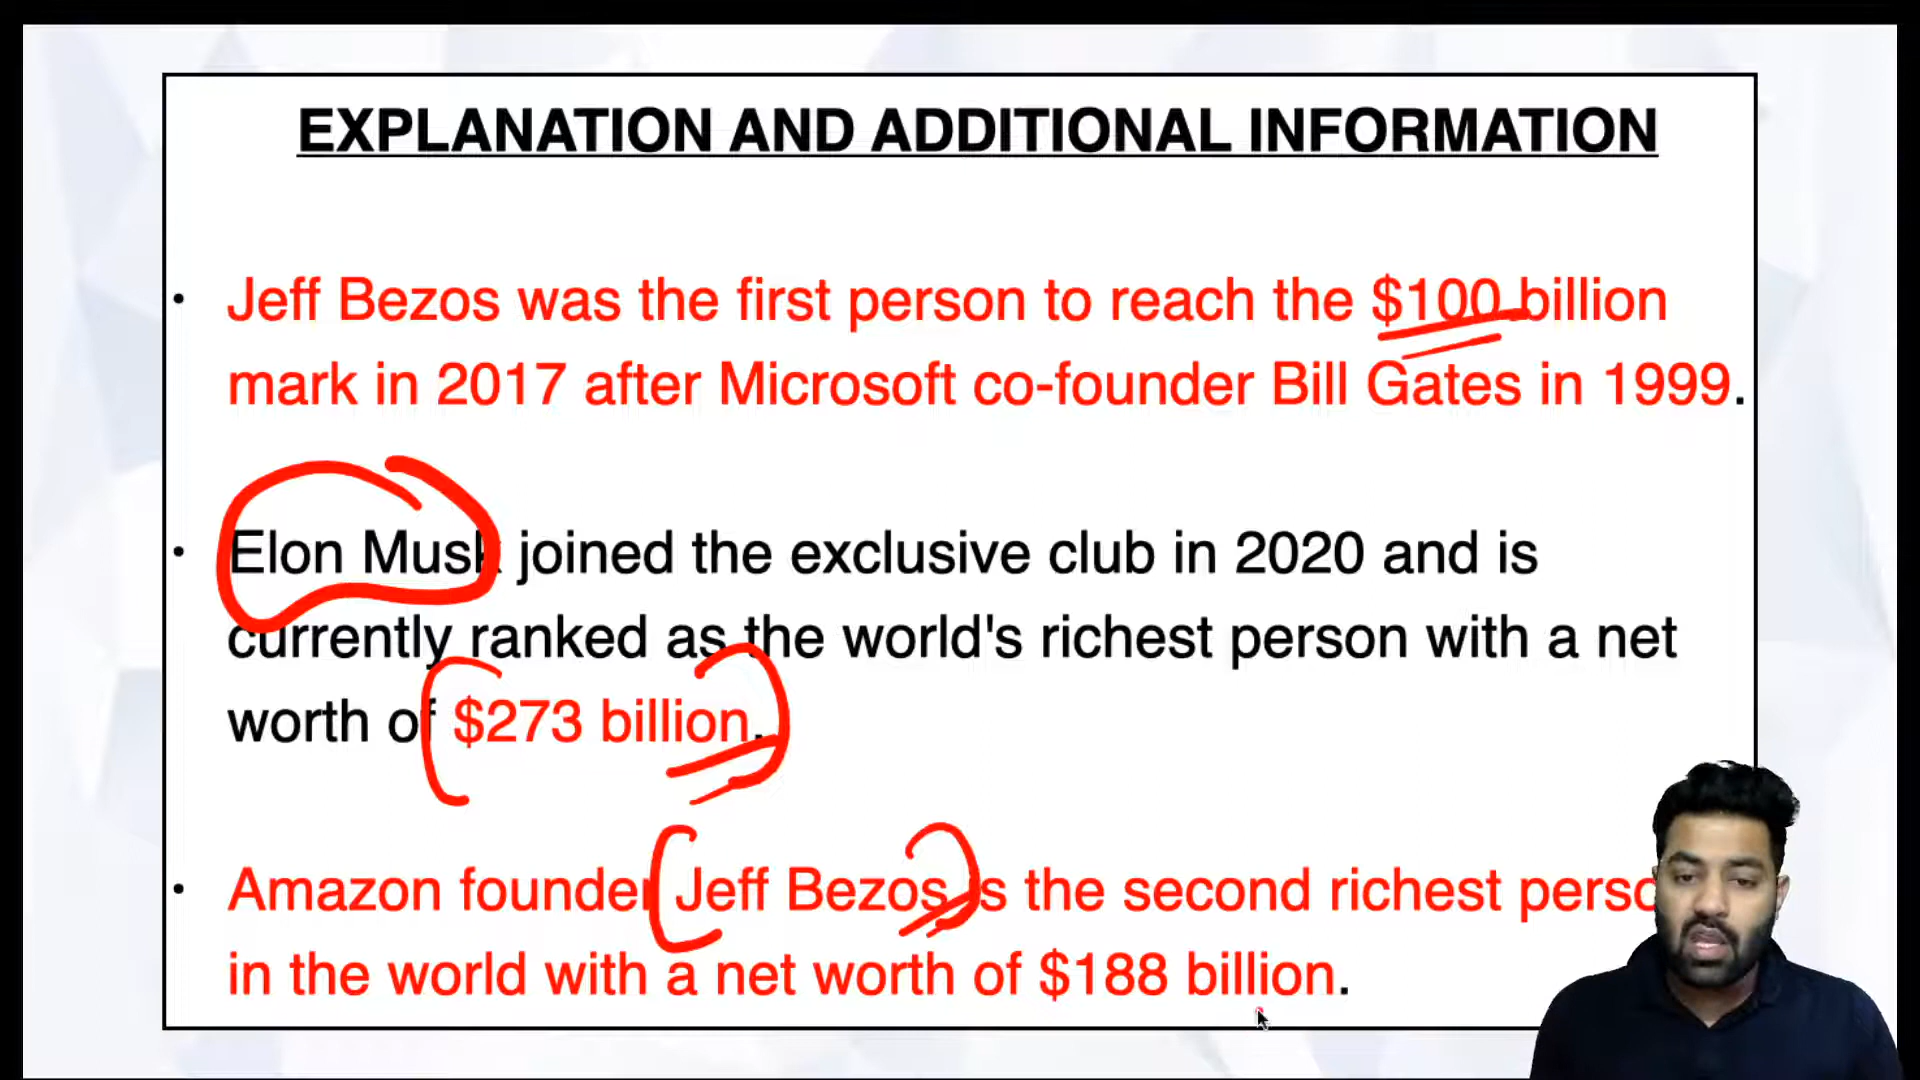 EXPLANATION AND ADDITIONAL INFORMATION
• Jeff Bezos was the first person to reach the $100 billion
mark in 2017 after Microsoft co-founder Bill Gates in 1999.
• Elon Musk joined the exclusive club in 2020 and is
currently ranked as the world's richest person with a net
worth of $273 billion.
• Amazon founder Jeff Bezos is the second richest perso
in the world with a net worth of $188 billion.